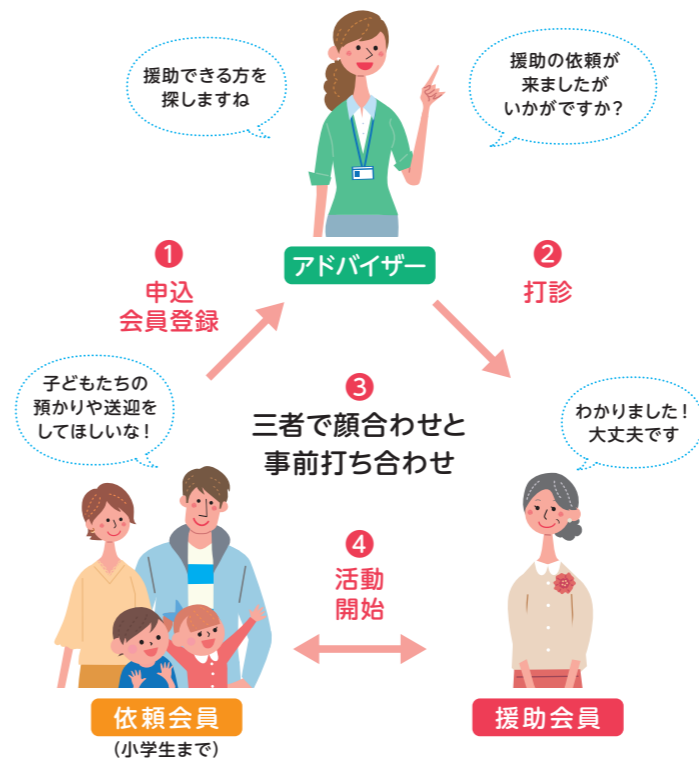 援助できる方を
探しますね
援助の依頼が
来ましたが
いかがですか?
アドバイザー
1
申込
会員登録
2
打診
子どもたちの
預かりや送迎を
してほしいな!
3
三者で顔合わせと
事前打ち合わせ
わかりました!
大丈夫です
4
活動
開始
依頼会員
(小学生まで)
援助会員